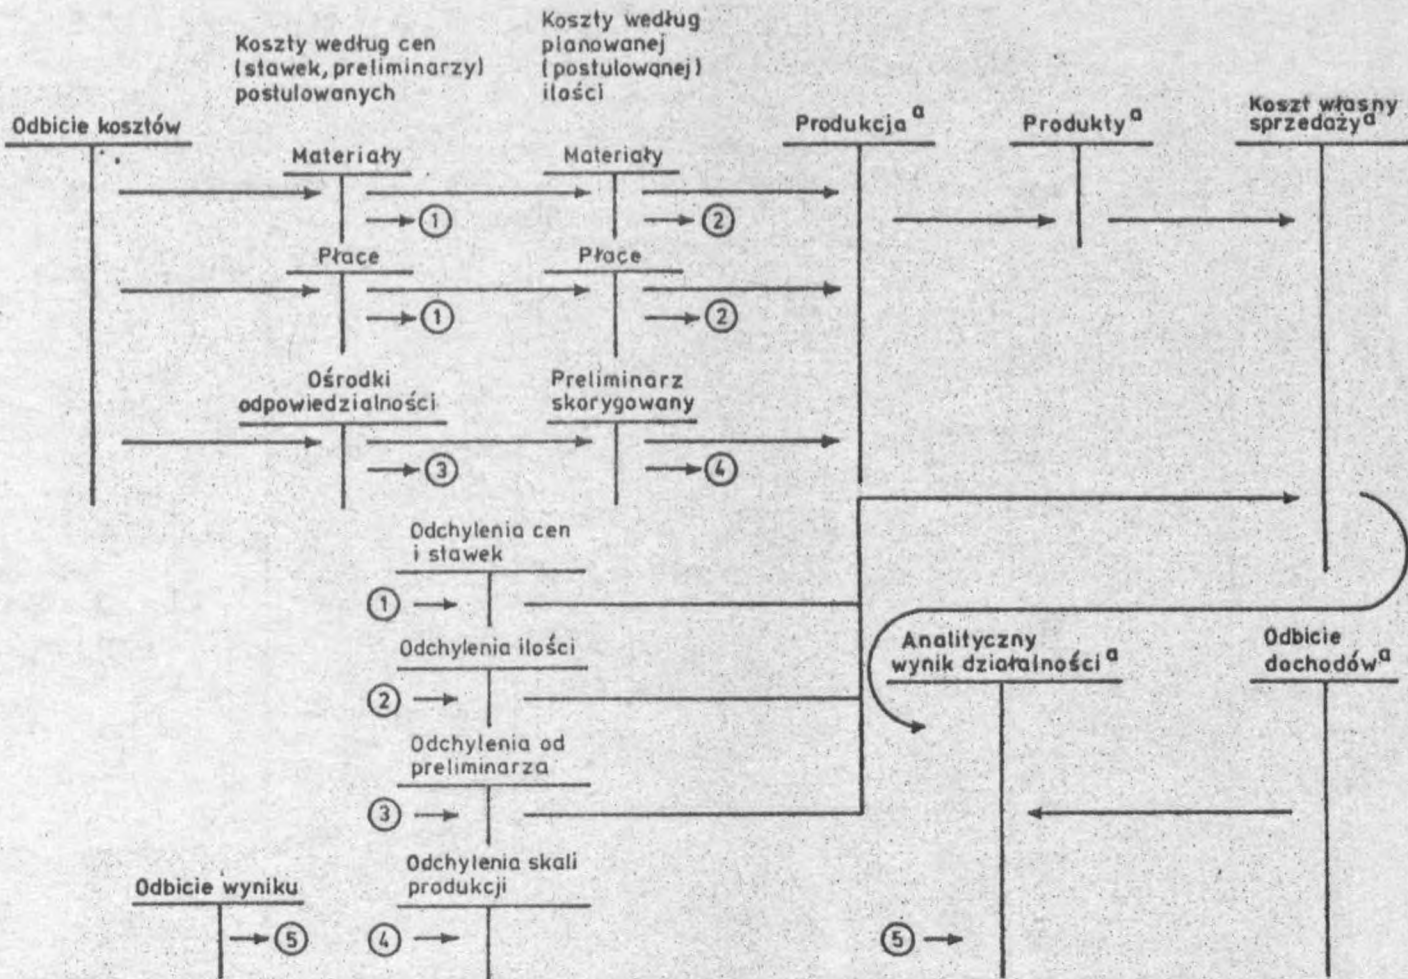 Koszty według cen
(stawek, preliminarzy)
postulowanych
Koszty według
planowanej
(postulowanej)
ilości
Odbicie kosztów
Produkcja a
Produkty a
Koszt własny
sprzedaży a
Materiały
Materiały
1
2
Płace
Płace
1
2
Ośrodki
odpowiedzialności
Preliminarz
skorygowany
3
4
Odchylenia cen
i stawek
1
Odchylenia ilości
2
Odchylenia od
preliminarza
3
Odchylenia skali
produkcji
4
Analityczny
wynik działalności a
Odbicie
dochodów a
Odbicie wyniku
5
5